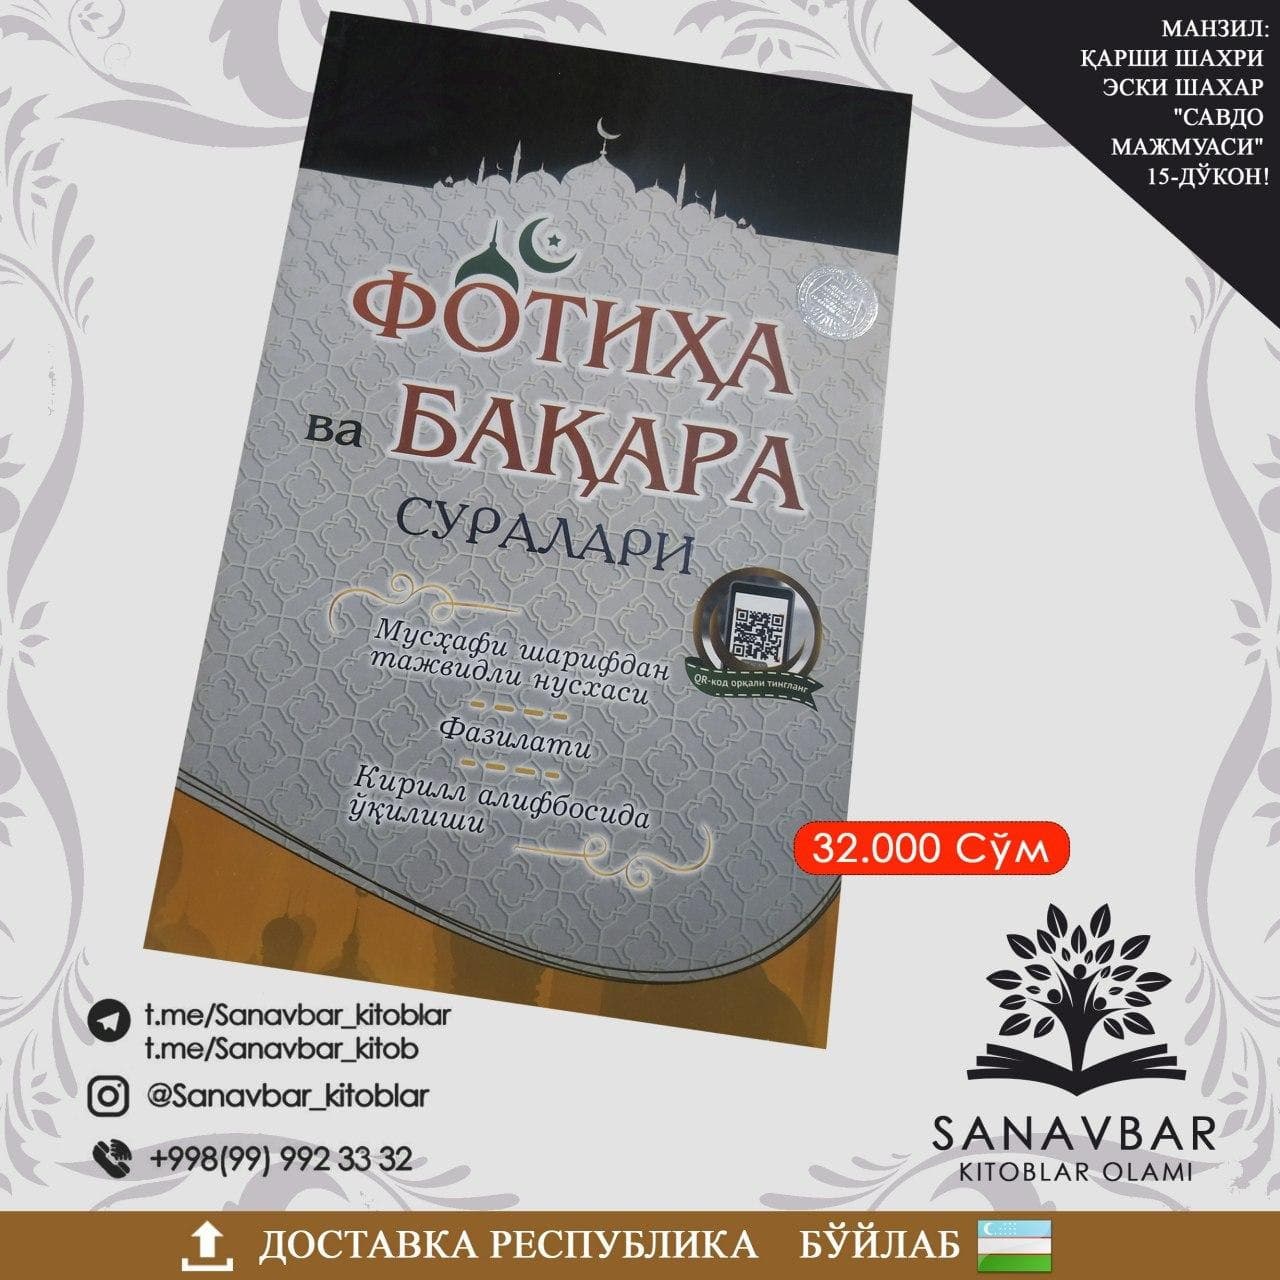 МАНЗИЛ:
ҚАРШИ ШАХРИ
ЭСКИ ШАХАР
"САВДО
МАЖМУАСИ"
15-ДЎКОН!
ФОТИҲА
ва БАҚАРА
СУРАЛАРИ
Мусҳафи шарифдан
тажвидли нусхаси
Фазилати
Кирилл алифбосида
ўқилиши
QR-код орқали тингланг
32.000 Сўм
t.me/Sanavbar_kitoblar
t.me/Sanavbar_kitob
@Sanavbar_kitoblar
+998(99) 992 33 32
SANAVBAR
KITOBLAR OLAMI
ДОСТАВКА РЕСПУБЛИКА БЎЙЛАБ